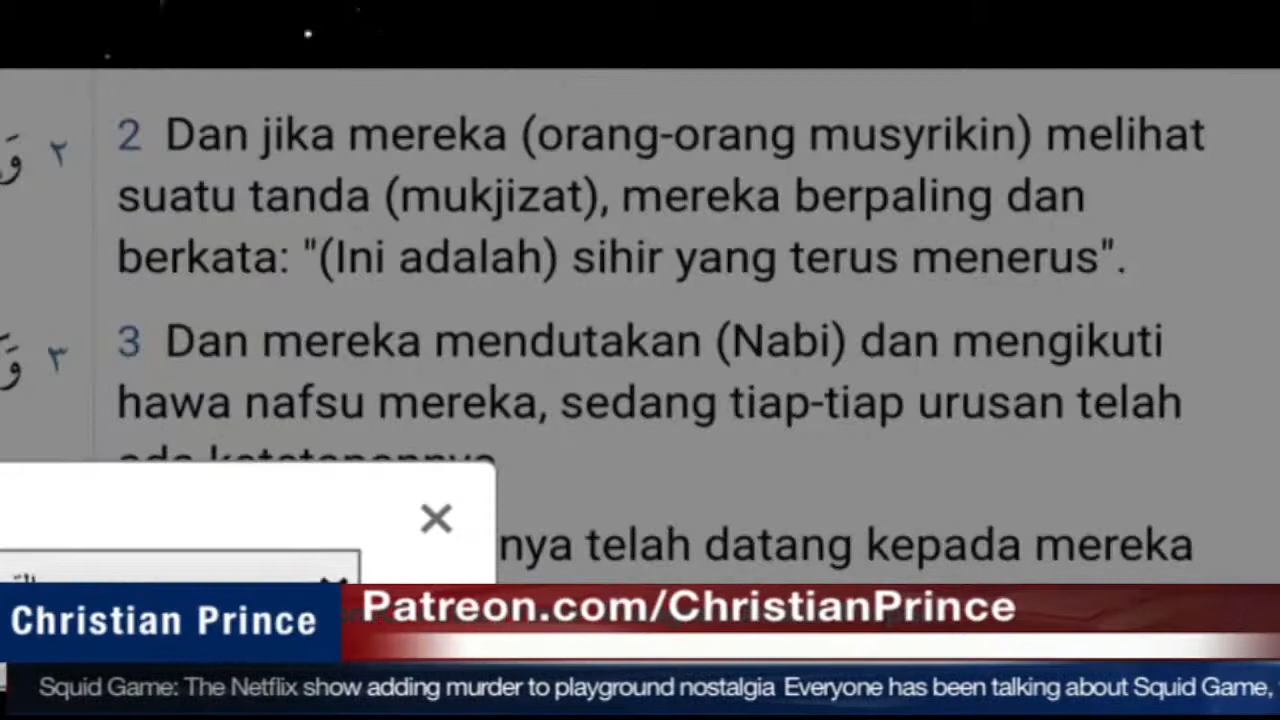 2 Dan jika mereka (orang-orang musyrikin) melihat
suatu tanda (mukjizat), mereka berpaling dan
berkata: "(Ini adalah) sihir yang terus menerus".
٢
3 Dan mereka mendutakan (Nabi) dan mengikuti
hawa nafsu mereka, sedang tiap-tiap urusan telah
٣
nya telah datang kepada mereka
Christian Prince
Patreon.com/ChristianPrince
Squid Game: The Netflix show adding murder to playground nostalgia Everyone has been talking about Squid Game,